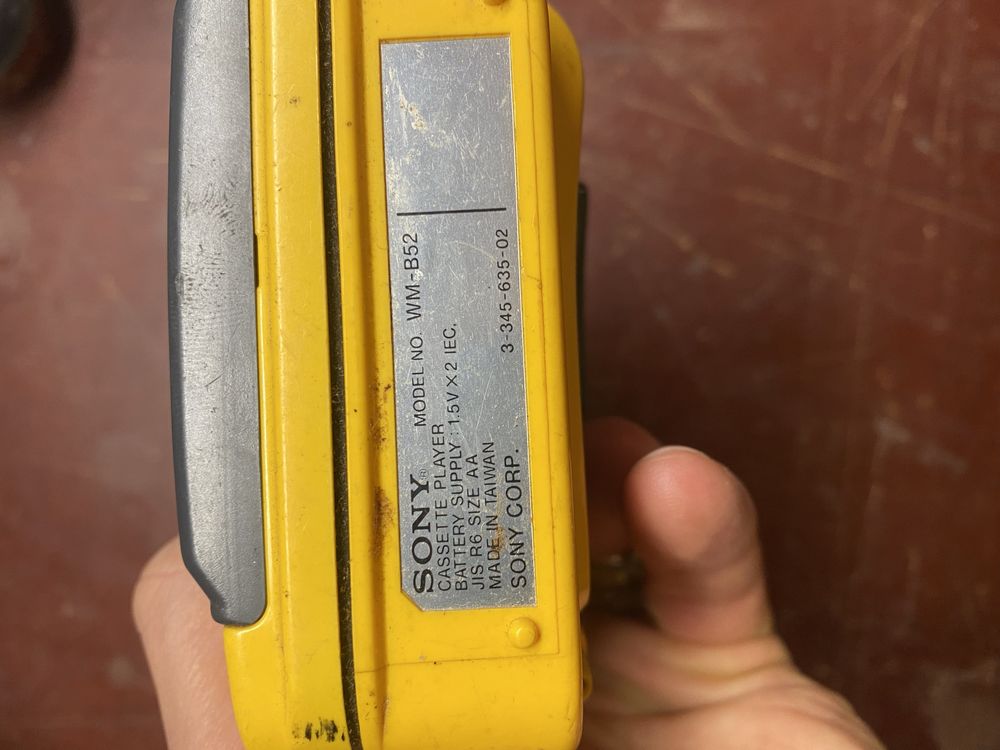 SONY® MODEL NO. WM-B52
CASSETTE PLAYER
BATTERY SUPPLY : 1.5V X 2 IEC,
JIS R6 SIZE AA
MADE IN TAIWAN
SONY CORP. 3-345-635-02